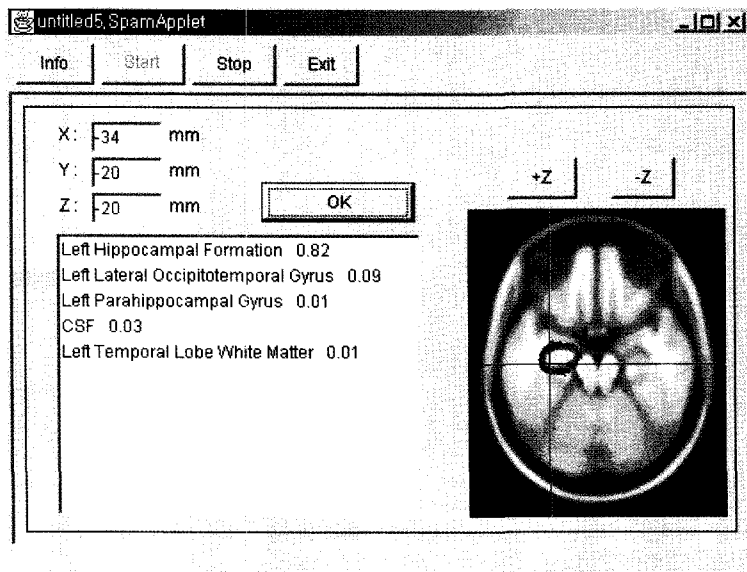 untitled5, SpamApplet
Info Start Stop Exit
X: -34 mm
Y: -20 mm
Z: -20 mm
OK
+Z -Z
Left Hippocampal Formation 0.82
Left Lateral Occipitotemporal Gyrus 0.09
Left Parahippocampal Gyrus 0.01
CSF 0.03
Left Temporal Lobe White Matter 0.01